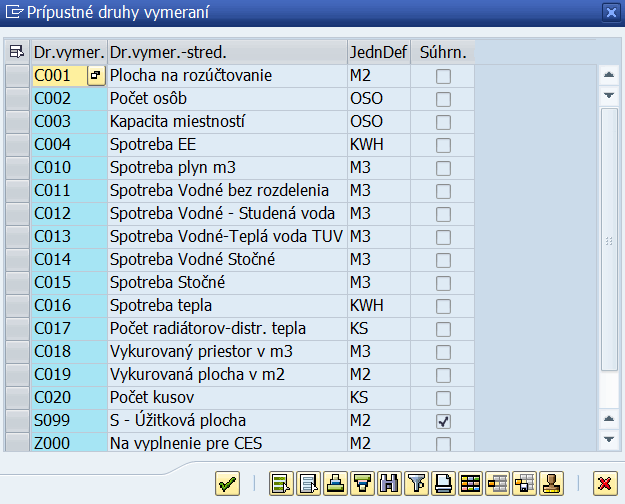 Prípustné druhy vymeraní
Dr.vymer. Dr.vymer.-stred. JednDef Súhrn.
C001 Plocha na rozúčtovanie M2
C002 Počet osôb OSO
C003 Kapacita miestností OSO
C004 Spotreba EE KWH
C010 Spotreba plyn m3 M3
C011 Spotreba Vodné bez rozdelenia M3
C012 Spotreba Vodné - Studená voda M3
C013 Spotreba Vodné-Teplá voda TUV M3
C014 Spotreba Vodné Stočné M3
C015 Spotreba Stočné M3
C016 Spotreba tepla KWH
C017 Počet radiátorov-distr. tepla KS
C018 Vykurovaný priestor v m3 M3
C019 Vykurovaná plocha v m2 M2
C020 Počet kusov KS
S099 S - Úžitková plocha M2
Z000 Na vyplnenie pre CES M2